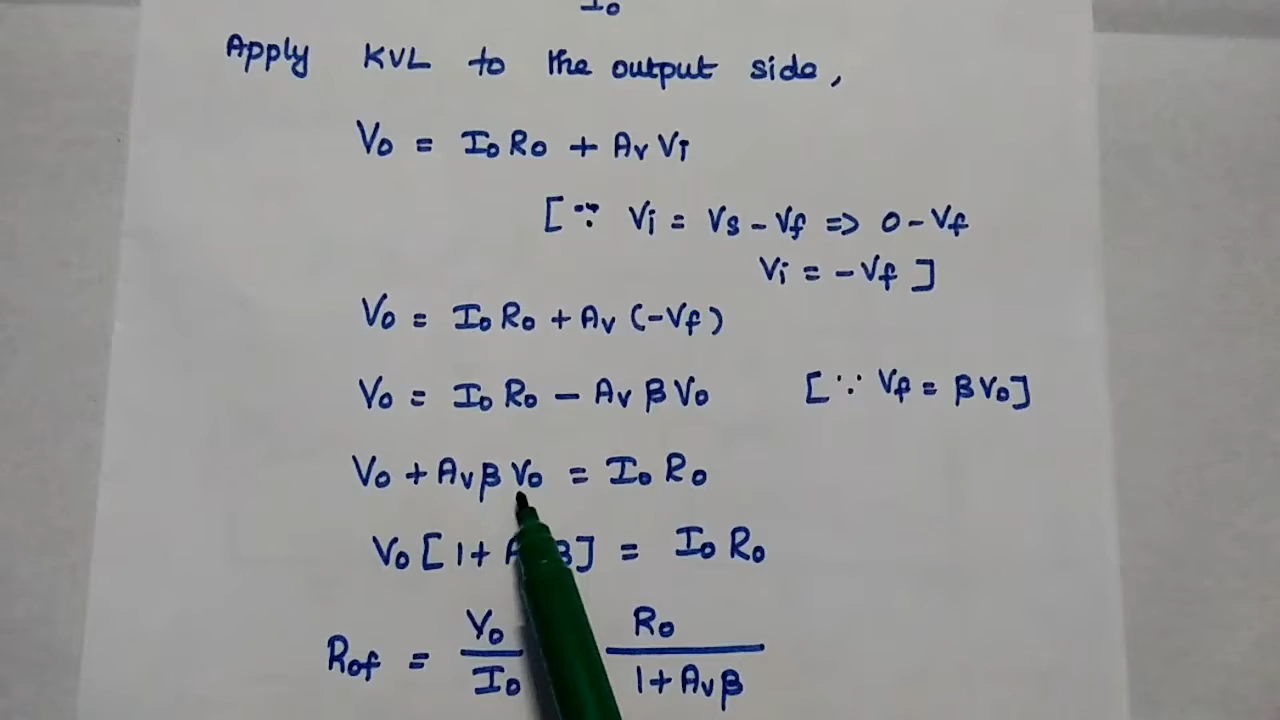 Io
Apply KVL to the output side,
Vo = Io Ro + Av Vi
[∵ Vi = Vs - Vf => 0 - Vf
Vi = -Vf ]
Vo = Io Ro + Av (-Vf)
Vo = Io Ro - Av β Vo [∵ Vf = β Vo]
Vo + Av β Vo = Io Ro
Vo [1+ A β] = Io Ro
Rof = Vo / Io Ro / 1+ Av β